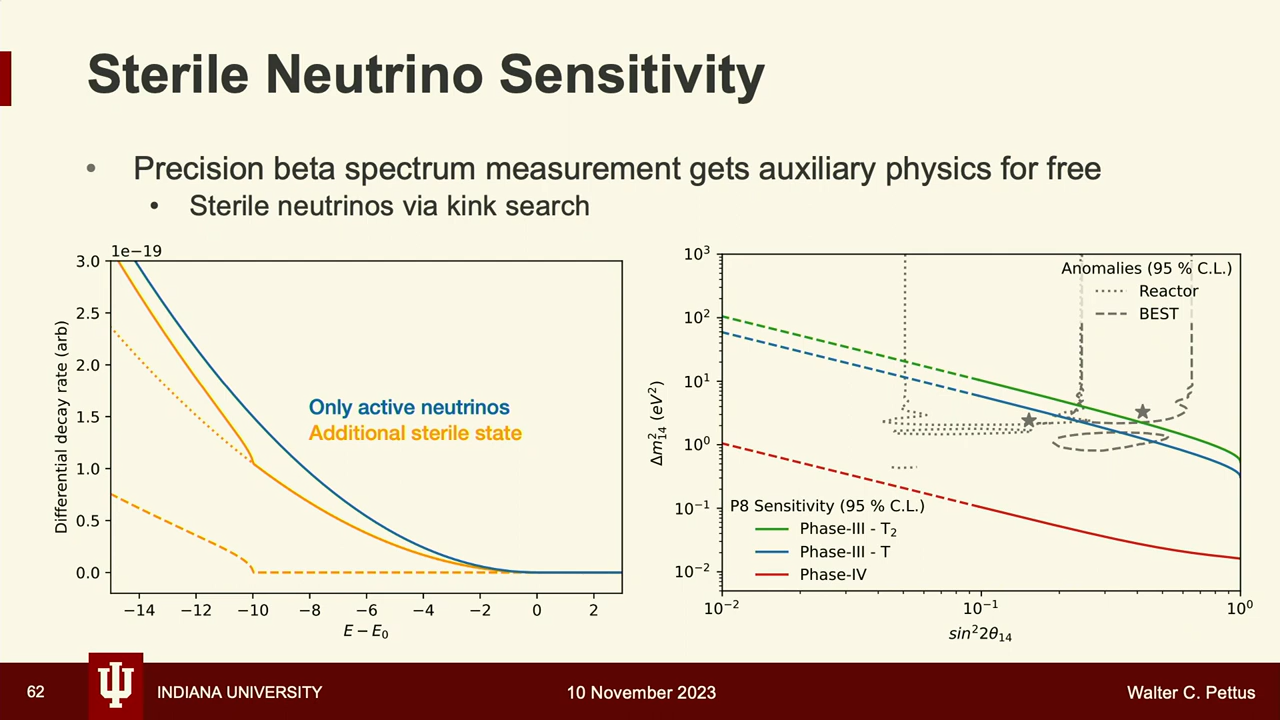 Sterile Neutrino Sensitivity
• Precision beta spectrum measurement gets auxiliary physics for free
• Sterile neutrinos via kink search
1e−19
3.0
2.5
2.0
1.5
1.0
0.5
0.0
Differential decay rate (arb)
Only active neutrinos
Additional sterile state
−14 −12 −10 −8 −6 −4 −2 0 2
E − E₀
10³
10²
10¹
10⁰
10⁻¹
10⁻²
Δm²₁₄ (eV²)
Anomalies (95 % C.L.)
Reactor
BEST
P8 Sensitivity (95 % C.L.)
Phase-III - T₂
Phase-III - T
Phase-IV
10⁻² 10⁻¹ 10⁰
sin²2θ₁₄
62 INDIANA UNIVERSITY 10 November 2023 Walter C. Pettus